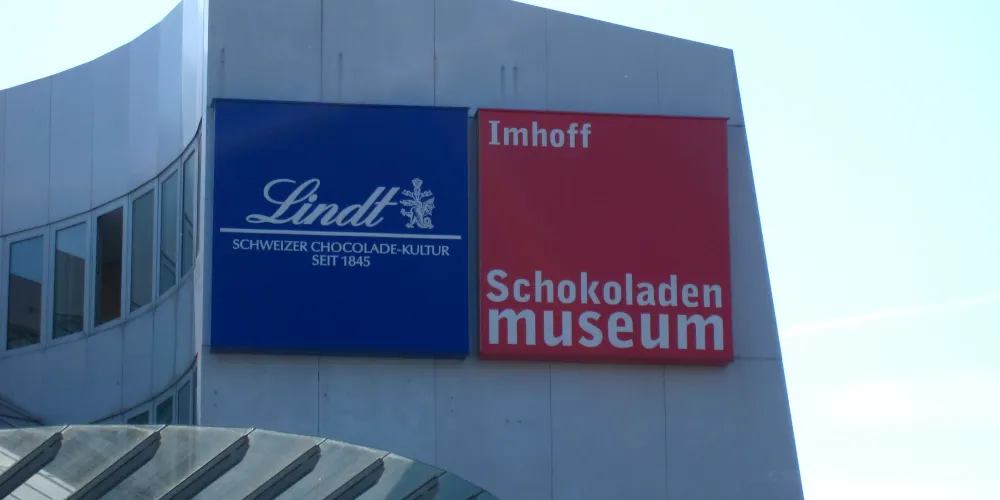 Lindt
SCHWEIZER CHOCOLADE-KULTUR
SEIT 1845
Imhoff
Schokoladen
museum